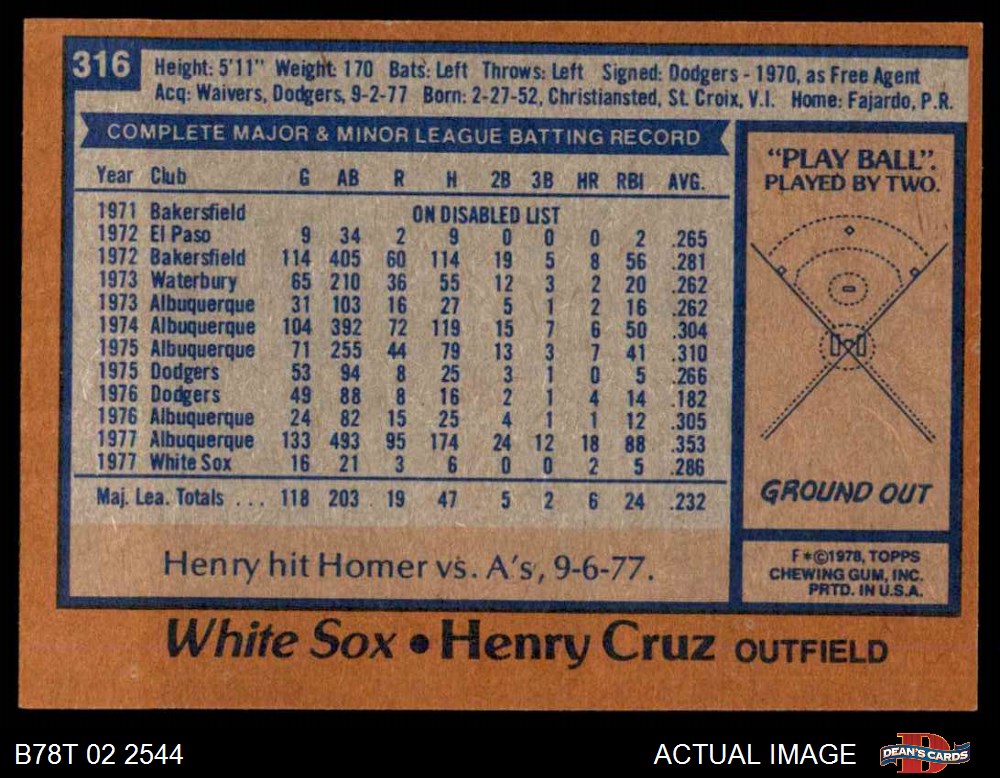 316
Height: 5'11" Weight: 170 Bats: Left Throws: Left Signed: Dodgers - 1970, as Free Agent
Acq: Waivers, Dodgers, 9-2-77 Born: 2-27-52, Christiansted, St. Croix, V.I. Home: Fajardo, P.R.
COMPLETE MAJOR & MINOR LEAGUE BATTING RECORD
Year Club G AB R H 2B 3B HR RBI AVG.
1971 Bakersfield ON DISABLED LIST
1972 El Paso 9 34 2 9 0 0 0 2 .265
1972 Bakersfield 114 405 60 114 19 5 8 56 .281
1973 Waterbury 65 210 36 55 12 3 2 20 .262
1973 Albuquerque 31 103 16 27 5 1 2 16 .262
1974 Albuquerque 104 392 72 119 15 7 6 50 .304
1975 Albuquerque 71 255 44 79 13 3 7 41 .310
1975 Dodgers 53 94 8 25 3 1 0 5 .266
1976 Dodgers 49 88 8 16 2 1 4 14 .182
1976 Albuquerque 24 82 15 25 4 1 1 12 .305
1977 Albuquerque 133 493 95 174 24 12 18 88 .353
1977 White Sox 16 21 3 6 0 0 2 5 .286
Maj. Lea. Totals . . . 118 203 19 47 5 2 6 24 .232
Henry hit Homer vs. A's, 9-6-77.
"PLAY BALL".
PLAYED BY TWO.
GROUND OUT
F*©1978, TOPPS
CHEWING GUM, INC.
PRTD. IN U.S.A.
White Sox • Henry Cruz OUTFIELD
B78T 02 2544
ACTUAL IMAGE
D
DEAN'S CARDS